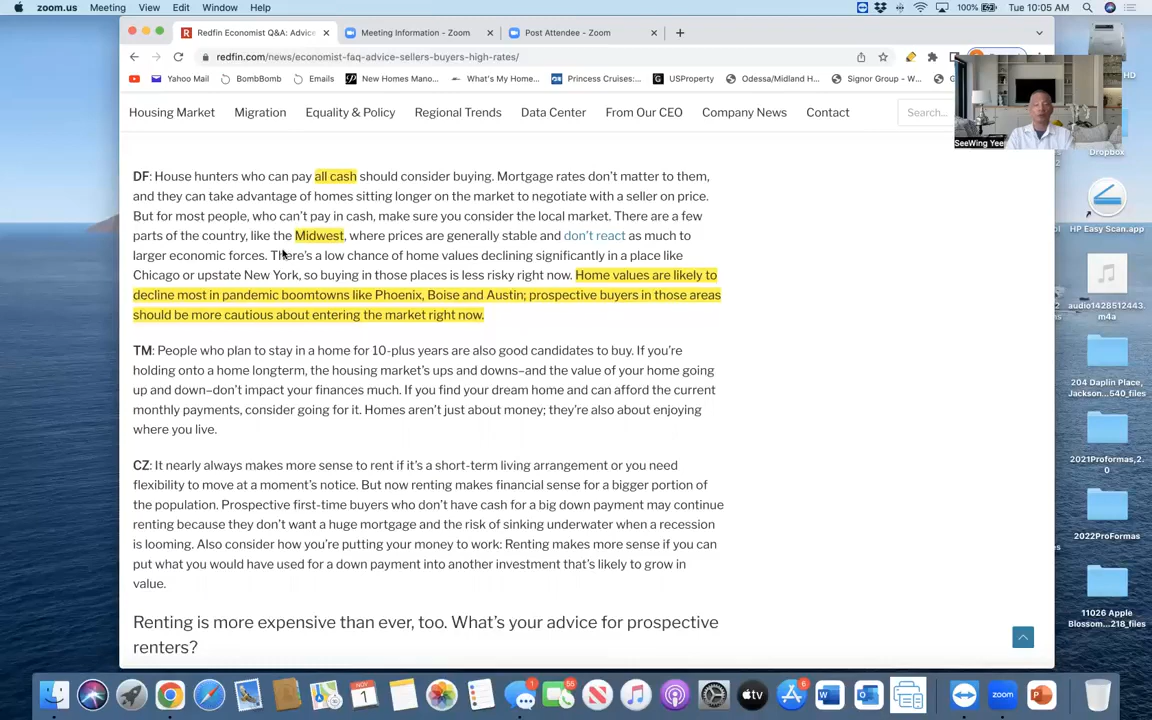 zoom.us Meeting View Edit Window Help 100% Tue 10:05 AM
Redfin Economist Q&A: Advice Meeting Information - Zoom Post Attendee - Zoom
redfin.com/news/economist-faq-advice-sellers-buyers-high-rates/
Yahoo Mail BombBomb Emails New Homes Mano... What's My Home... Princess Cruises:... USProperty Odessa/Midland H... Signor Group - W...
Housing Market Migration Equality & Policy Regional Trends Data Center From Our CEO Company News Contact Search...
SeeWing Yee
HD
Dropbox
DF: House hunters who can pay all cash should consider buying. Mortgage rates don't matter to them,
and they can take advantage of homes sitting longer on the market to negotiate with a seller on price.
But for most people, who can't pay in cash, make sure you consider the local market. There are a few
parts of the country, like the Midwest, where prices are generally stable and don't react as much to
larger economic forces. There's a low chance of home values declining significantly in a place like
Chicago or upstate New York, so buying in those places is less risky right now. Home values are likely to
decline most in pandemic boomtowns like Phoenix, Boise and Austin; prospective buyers in those areas
should be more cautious about entering the market right now.
TM: People who plan to stay in a home for 10-plus years are also good candidates to buy. If you're
holding onto a home longterm, the housing market's ups and downs–and the value of your home going
up and down–don't impact your finances much. If you find your dream home and can afford the current
monthly payments, consider going for it. Homes aren't just about money; they're also about enjoying
where you live.
CZ: It nearly always makes more sense to rent if it's a short-term living arrangement or you need
flexibility to move at a moment's notice. But now renting makes financial sense for a bigger portion of
the population. Prospective first-time buyers who don't have cash for a big down payment may continue
renting because they don't want a huge mortgage and the risk of sinking underwater when a recession
is looming. Also consider how you're putting your money to work: Renting makes more sense if you can
put what you would have used for a down payment into another investment that's likely to grow in
value.
Renting is more expensive than ever, too. What's your advice for prospective
renters?
HP Easy Scan.app
audio1428512443.
m4a
204 Daplin Place,
Jackson...540_files
2021Proformas,2.
0
2022ProFormas
11026 Apple
Blossom...218_files
NOV
1
1
56
6